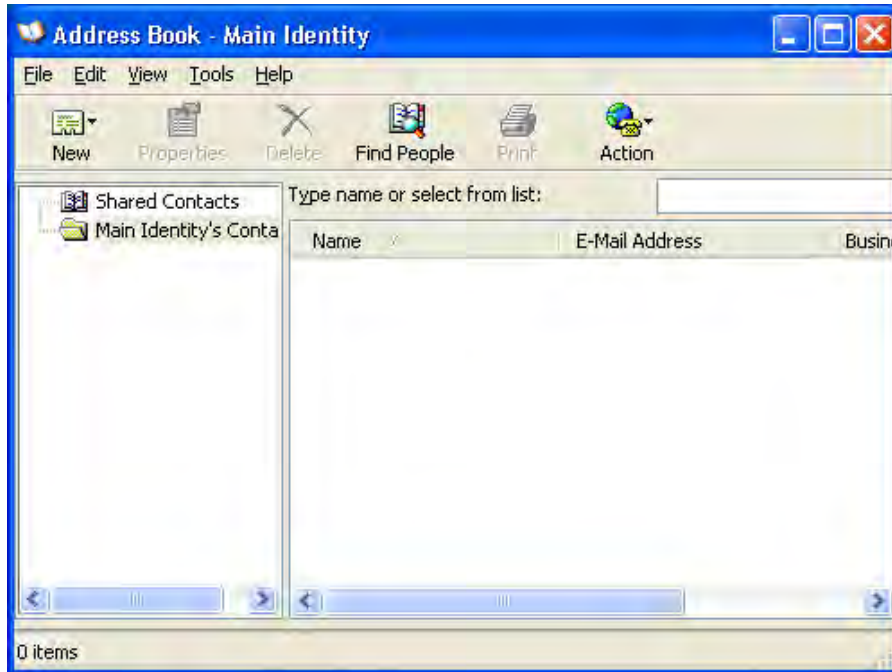 Address Book - Main Identity
File Edit View Tools Help
New Properties Delete Find People Print Action
Shared Contacts
Main Identity's Conta
Type name or select from list:
Name E-Mail Address Busin
0 items